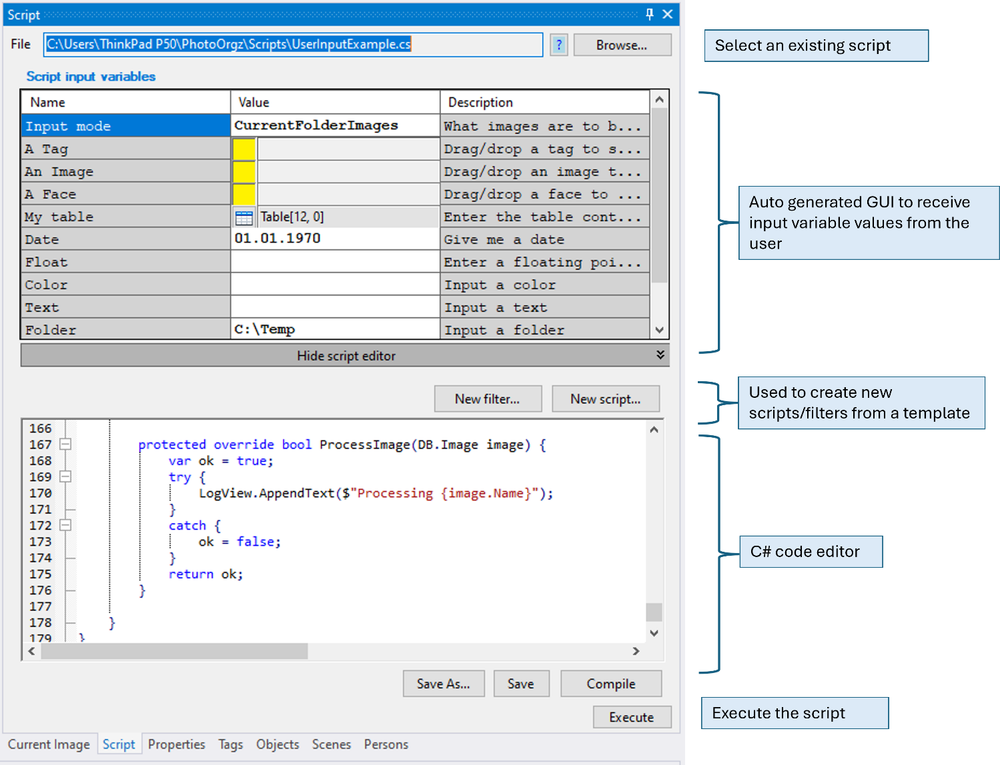 Script
File C:\Users\ThinkPad P50\PhotoOrgz\Scripts\UserInputExample.cs ? Browse...
Select an existing script
Script input variables
Name Value Description
Input mode CurrentFolderImages What images are to b...
A Tag Drag/drop a tag to s...
An Image Drag/drop an image t...
A Face Drag/drop a face to ...
My table Table[12, 0] Enter the table cont...
Date 01.01.1970 Give me a date
Float Enter a floating poi...
Color Input a color
Text Input a text
Folder C:\Temp Input a folder
Auto generated GUI to receive
input variable values from the
user
Hide script editor
New filter... New script...
Used to create new
scripts/filters from a template
166
167 protected override bool ProcessImage(DB.Image image) {
168 var ok = true;
169 try {
170 LogView.AppendText($"Processing {image.Name}");
171 }
172 catch {
173 ok = false;
174 }
175 return ok;
176 }
177
178 }
179 }
C# code editor
Save As... Save Compile
Execute
Execute the script
Current Image Script Properties Tags Objects Scenes Persons